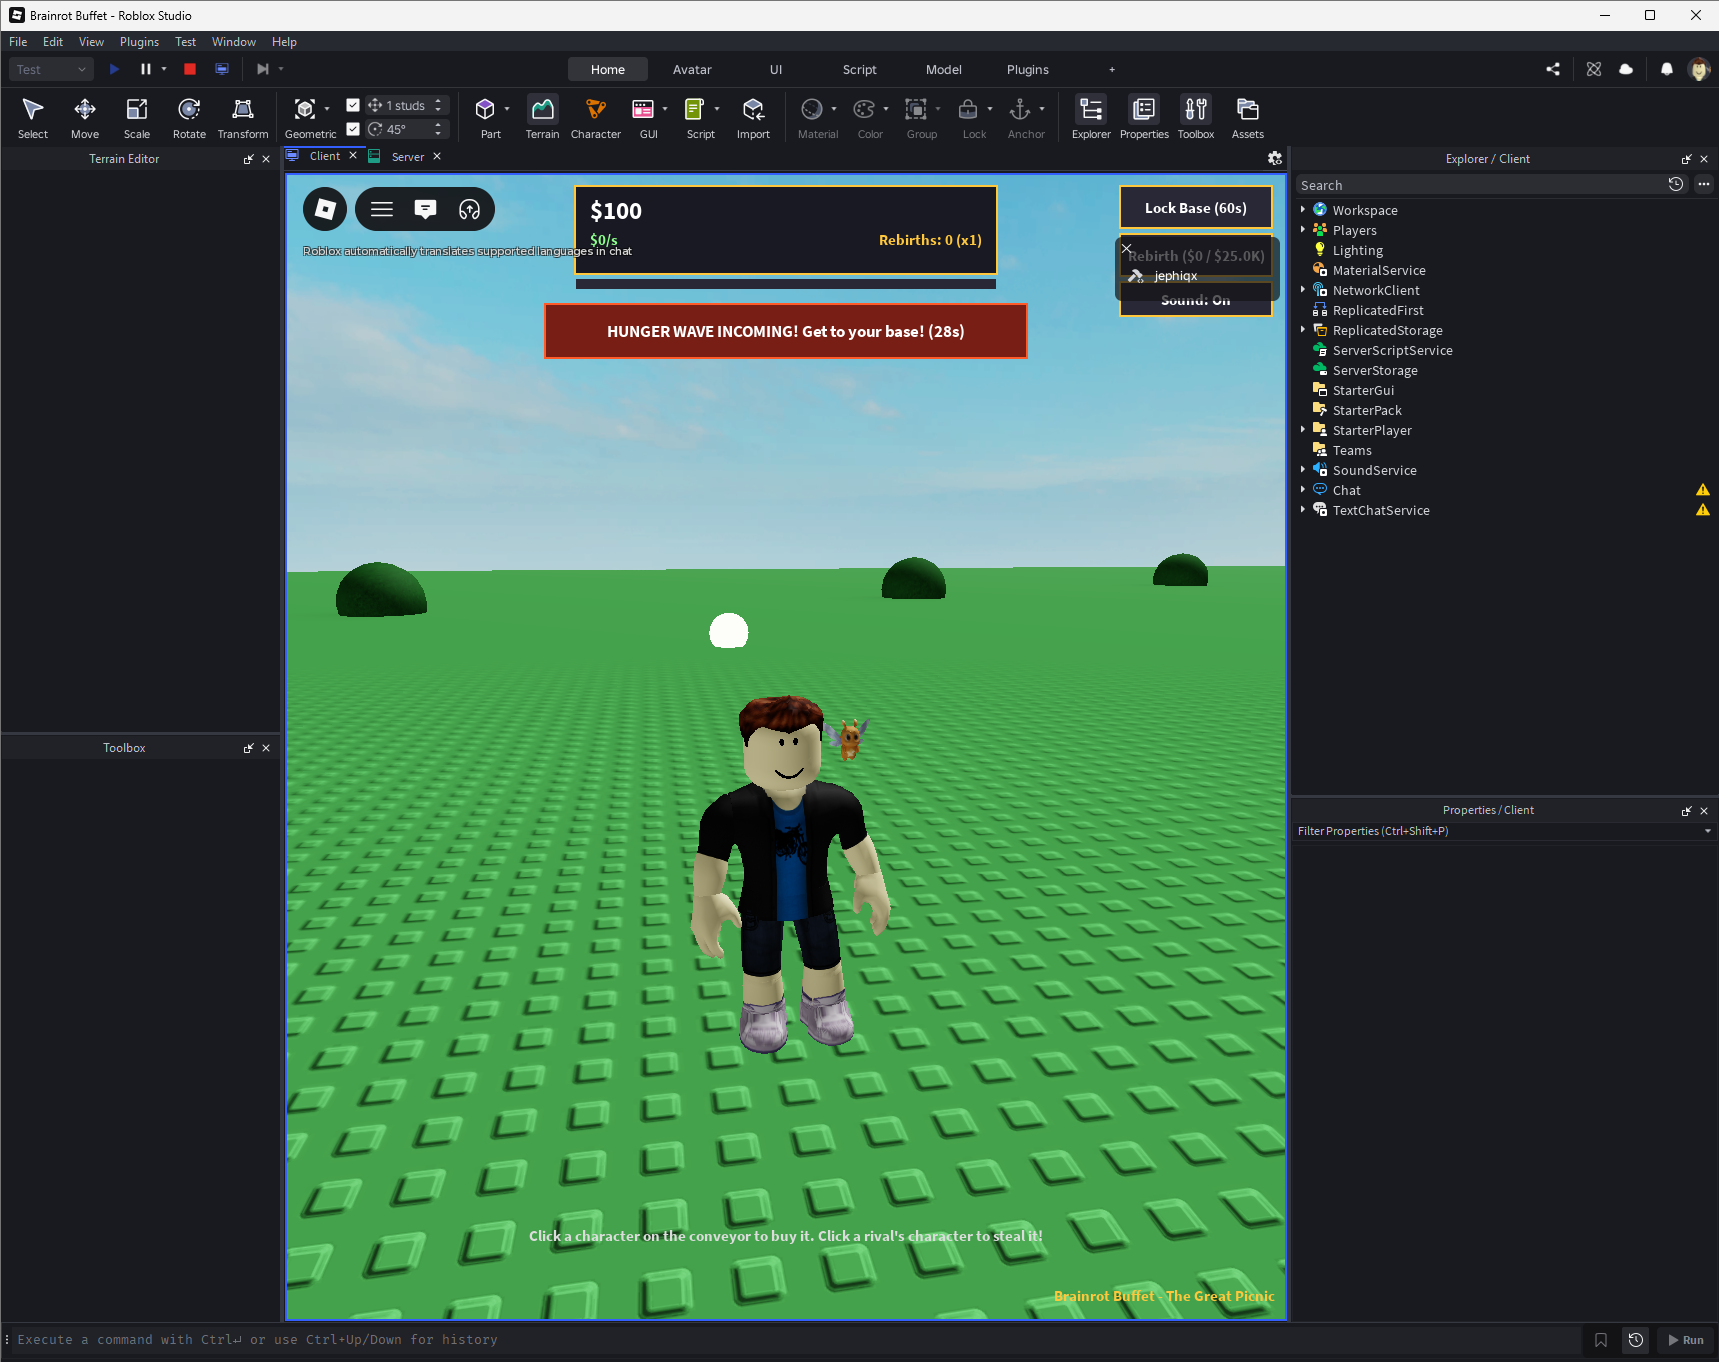 Brainrot Buffet - Roblox Studio
File Edit View Plugins Test Window Help
Test
Home Avatar UI Script Model Plugins +
Select Move Scale Rotate Transform Geometric
1 studs
45°
Part Terrain Character GUI Script Import Material Color Group Lock Anchor Explorer Properties Toolbox Assets
Terrain Editor
Toolbox
Client
Server
$100
$0/s
Rebirths: 0 (x1)
Roblox automatically translates supported languages in chat
HUNGER WAVE INCOMING! Get to your base! (28s)
Lock Base (60s)
Rebirth ($0 / $25.0K)
jephiqx
Sound: On
Click a character on the conveyor to buy it. Click a rival's character to steal it!
Brainrot Buffet - The Great Picnic
Explorer / Client
Search
Workspace
Players
Lighting
MaterialService
NetworkClient
ReplicatedFirst
ReplicatedStorage
ServerScriptService
ServerStorage
StarterGui
StarterPack
StarterPlayer
Teams
SoundService
Chat
TextChatService
Properties / Client
Filter Properties (Ctrl+Shift+P)
Execute a command with Ctrl↵ or use Ctrl+Up/Down for history
Run